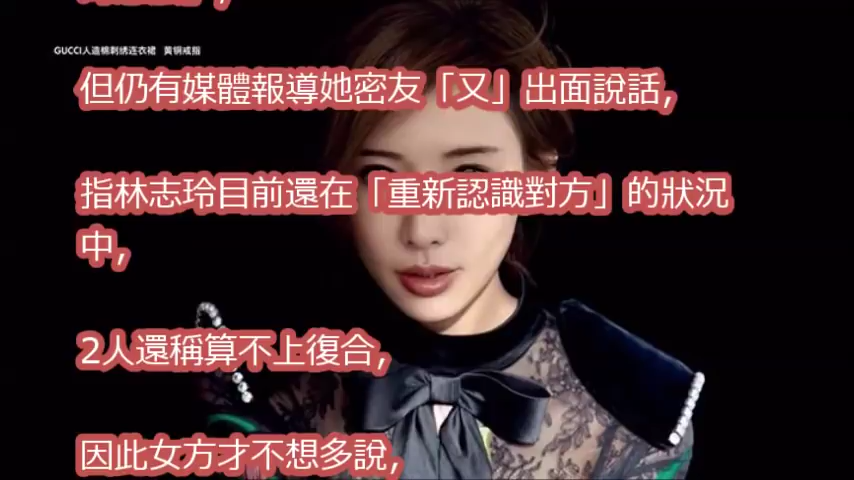 GUCCI人造棉刺绣连衣裙 黄铜戒指
但仍有媒體報導她密友「又」出面說話，
指林志玲目前還在「重新認識對方」的狀況
中，
2人還稱算不上復合，
因此女方才不想多說，